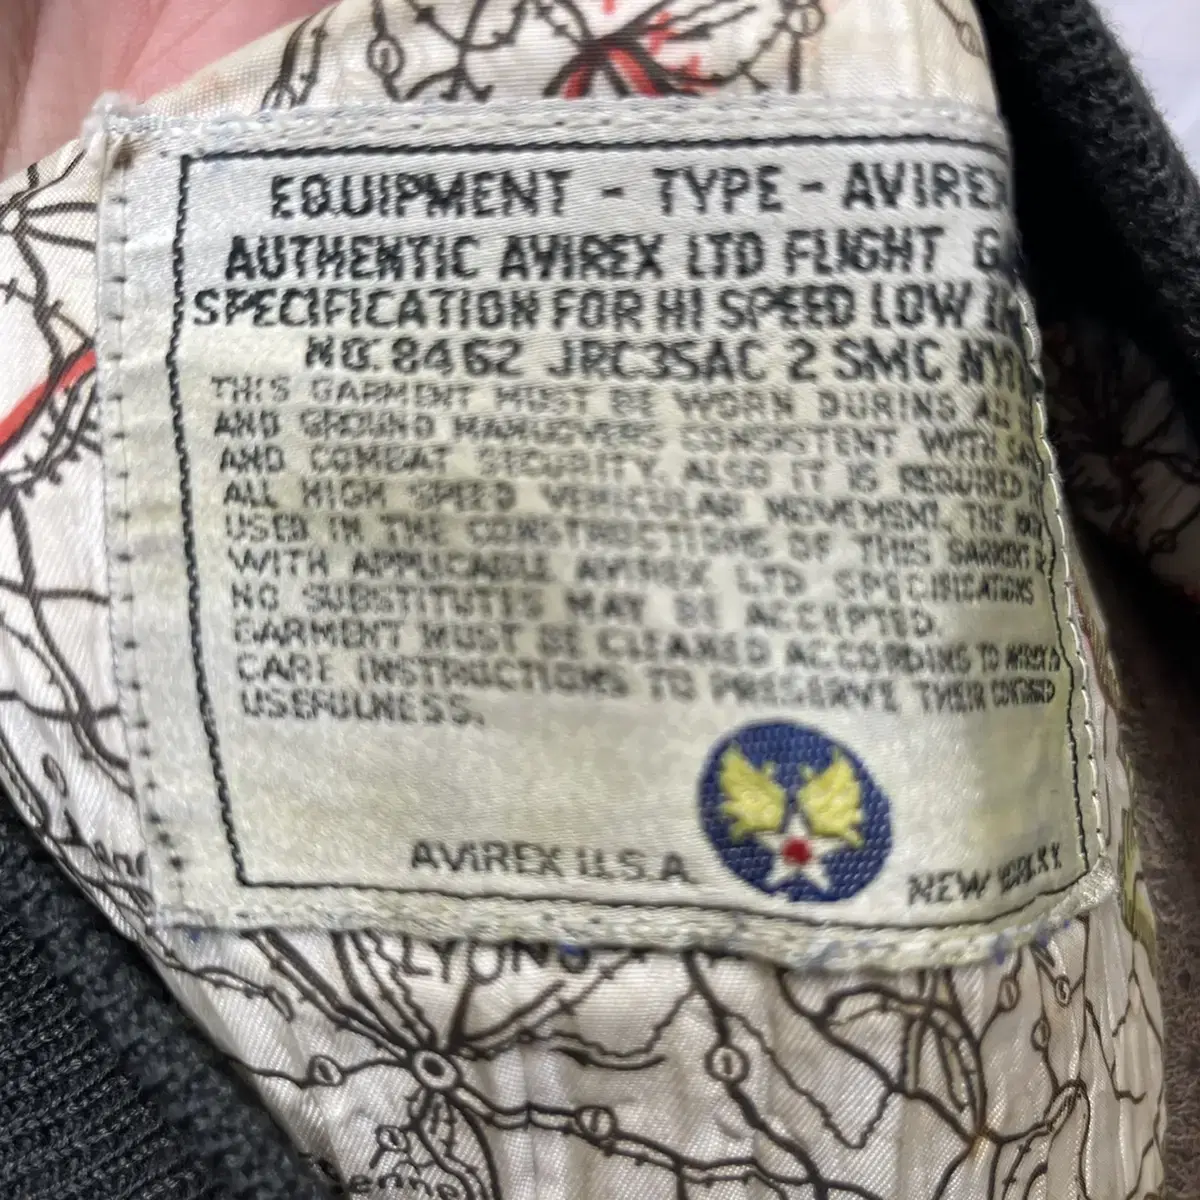 EQUIPMENT - TYPE - AVIREX
AUTHENTIC AVIREX LTD FLIGHT
SPECIFICATION FOR HI SPEED LOW
NO. 8462 JRC3SAC 2 SMC
THIS GARMENT MUST BE WORN DURING
AND GROUND MANUOVERS CONSISTENT WITH
AND COMBAT SECURITY. ALSO IT IS REQUIRED
ALL HIGH SPEED VEHICULAR MOVEMENT. THE
USED IN THE CONSTRUCTIONS OF THIS GARMENT
WITH APPLICABLE AVIREX LTD SPECIFICATIONS
NO SUBSTITUTES MAY BE ACCEPTED.
GARMENT MUST BE CLEANED ACCORDING TO
CARE INSTRUCTIONS TO PRESERVE THEIR
USEFULNESS.
AVIREX U.S.A.
NEW YORK.N.Y
LYONS